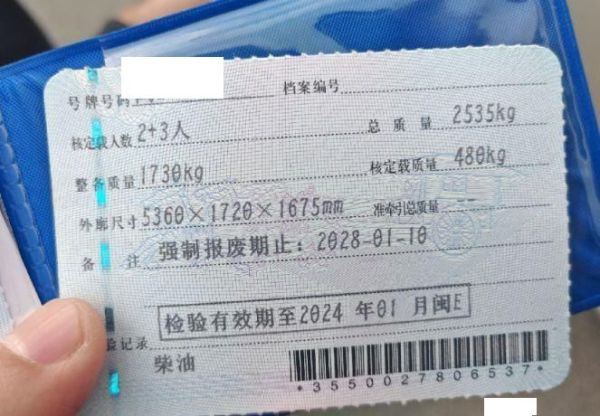 号牌号码
档案编号
核定载人数 2+3人 总质量 2535kg
整备质量 1730kg 核定载质量 480kg
外廓尺寸 5360×1720×1675mm 准牵引总质量
备注 强制报废期止：2028-01-10
检验有效期至2024 年01 月闽E
验记录
柴油
*3550027806537*